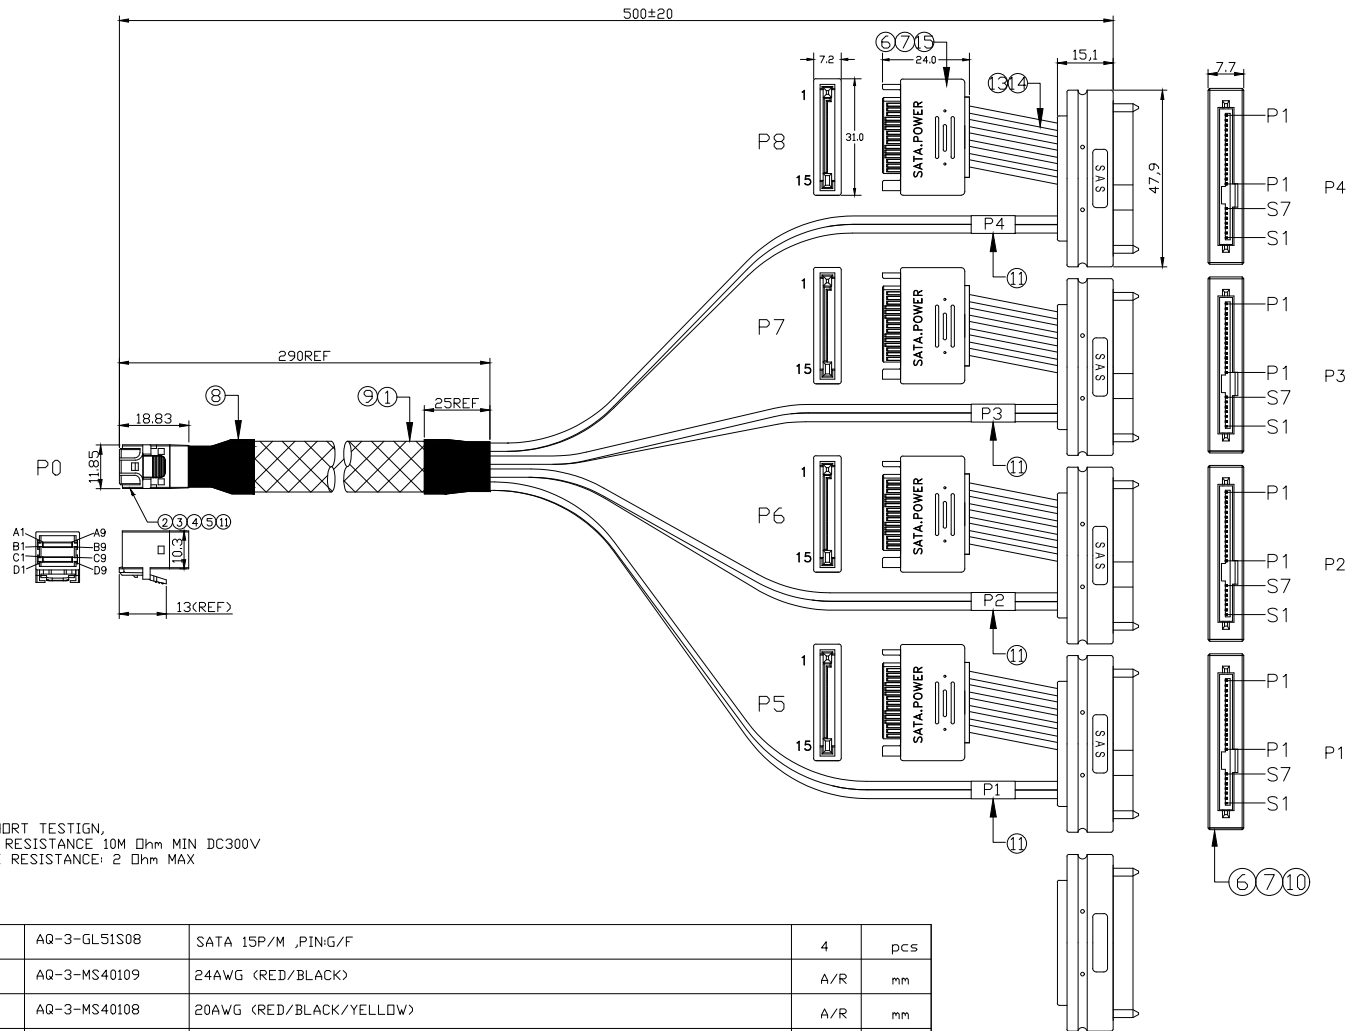 500±20
7.2
⑥⑦⑮
24.0
15,1
7.7
⑬⑭
1
15
31.0
P8
SATA.POWER
SAS
47,9
P1
P1
S7
S1
P4
P4
⑪
1
15
P7
SATA.POWER
SAS
P1
P1
S7
S1
P3
290REF
⑧
⑨①
25REF
18.83
P3
⑪
P0
11.85
②③④⑤⑪
1
15
P6
SATA.POWER
SAS
P1
P1
S7
S1
P2
A1
A9
B1
B9
C1
C9
D1
D9
10.3
13(REF)
P2
⑪
1
15
P5
SATA.POWER
SAS
P1
P1
S7
S1
P1
P1
⑪
ORT TESTIGN,
RESISTANCE 10M Ohm MIN DC300V
RESISTANCE: 2 Ohm MAX
⑥⑦⑩
AQ-3-GL51S08 SATA 15P/M ,PIN:G/F 4 pcs
AQ-3-MS40109 24AWG (RED/BLACK) A/R mm
AQ-3-MS40108 20AWG (RED/BLACK/YELLOW) A/R mm